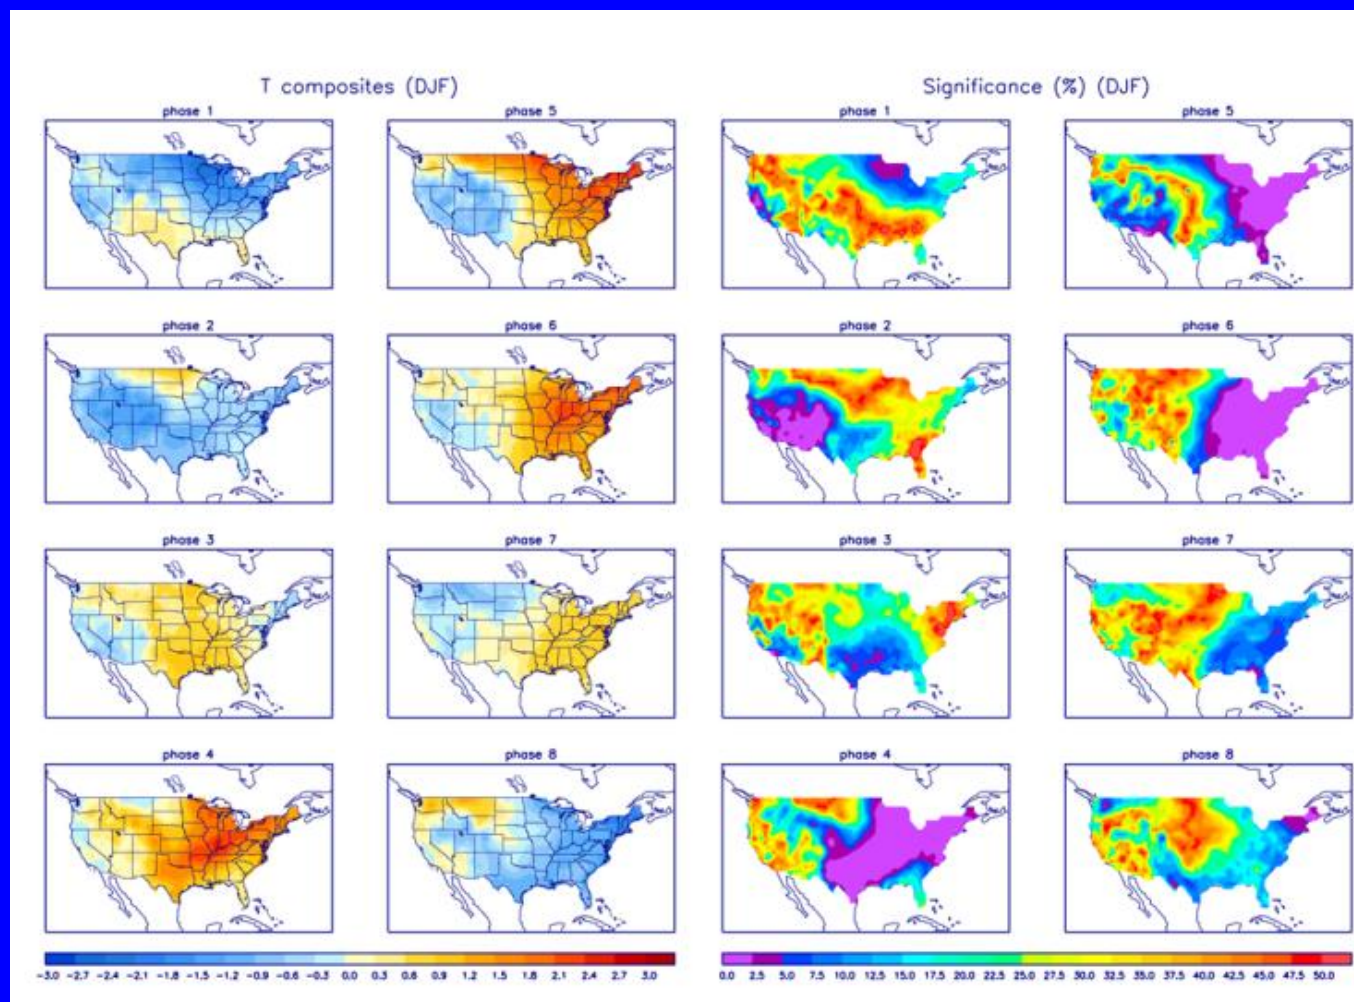 T composites (DJF)
Significance (%) (DJF)
phase 1
phase 5
phase 1
phase 5
phase 2
phase 6
phase 2
phase 6
phase 3
phase 7
phase 3
phase 7
phase 4
phase 8
phase 4
phase 8
-3.0 -2.7 -2.4 -2.1 -1.8 -1.5 -1.2 -0.9 -0.6 -0.3 0.0 0.3 0.6 0.9 1.2 1.5 1.8 2.1 2.4 2.7 3.0
0.0 2.5 5.0 7.5 10.0 12.5 15.0 17.5 20.0 22.5 25.0 27.5 30.0 32.5 35.0 37.5 40.0 42.5 45.0 47.5 50.0